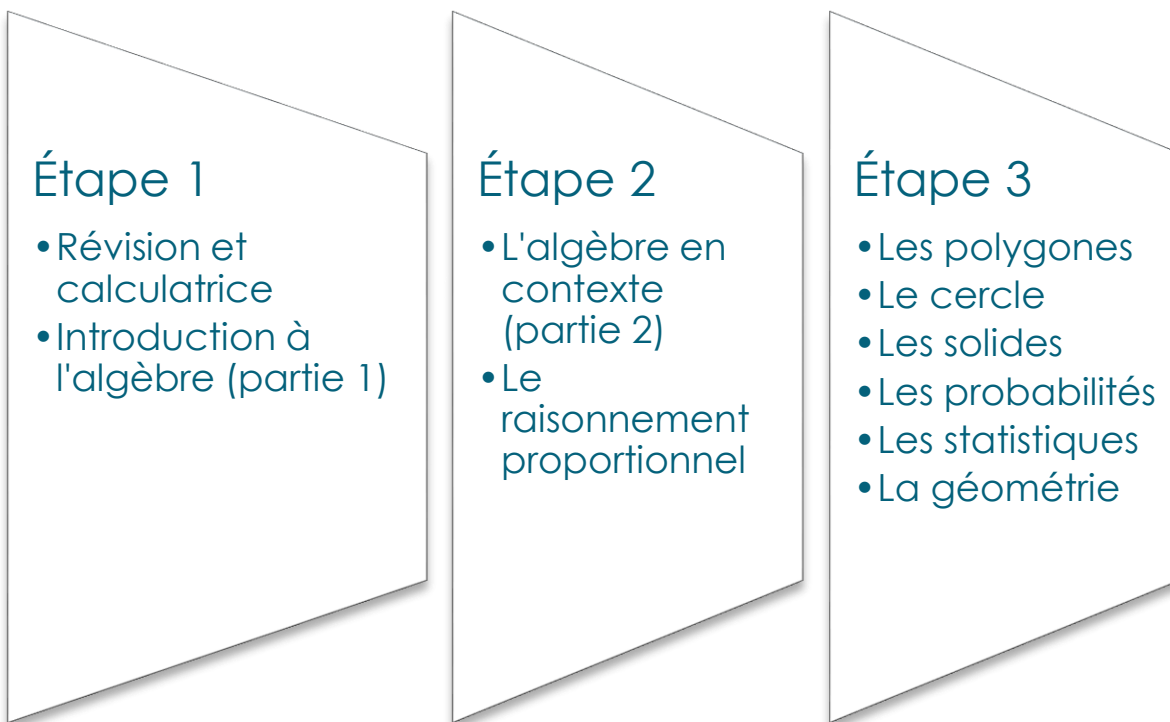 Étape 1
•Révision et
calculatrice
•Introduction à
l'algèbre (partie 1)
Étape 2
•L'algèbre en
contexte
(partie 2)
•Le
raisonnement
proportionnel
Étape 3
•Les polygones
•Le cercle
•Les solides
•Les probabilités
•Les statistiques
•La géométrie